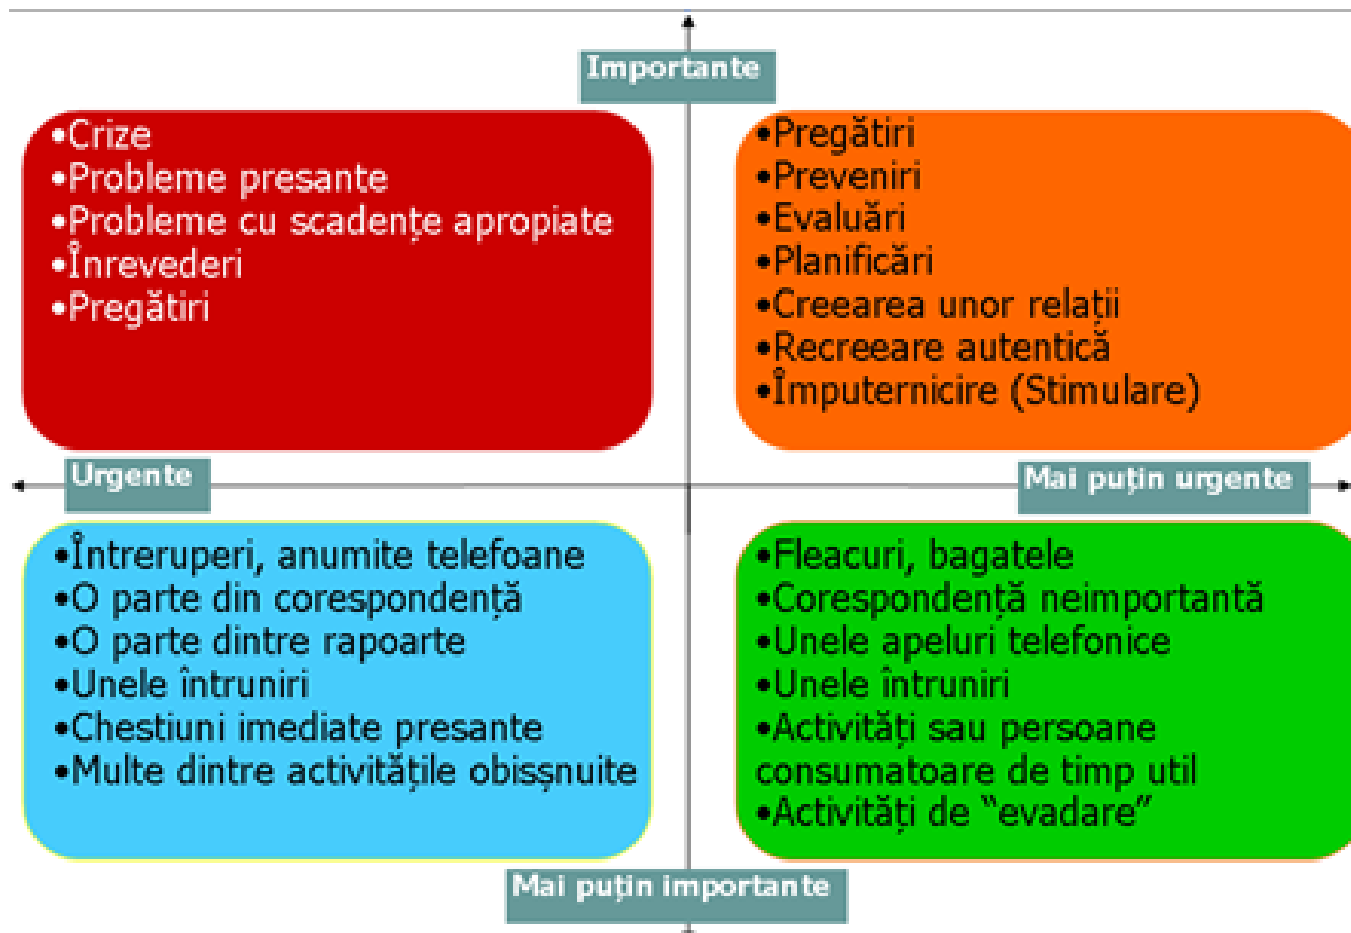 Importante
•Crize
•Probleme presante
•Probleme cu scadențe apropiate
•Înrevederi
•Pregătiri
•Pregătiri
•Preveniri
•Evaluări
•Planificări
•Creearea unor relații
•Recreeare autentică
•Împuternicire (Stimulare)
Urgente
Mai puțin urgente
•Întreruperi, anumite telefoane
•O parte din corespondență
•O parte dintre rapoarte
•Unele întruniri
•Chestiuni imediate presante
•Multe dintre activitățile obisșnuite
•Fleacuri, bagatele
•Corespondență neimportantă
•Unele apeluri telefonice
•Unele întruniri
•Activități sau persoane
consumatoare de timp util
•Activități de “evadare”
Mai puțin importante